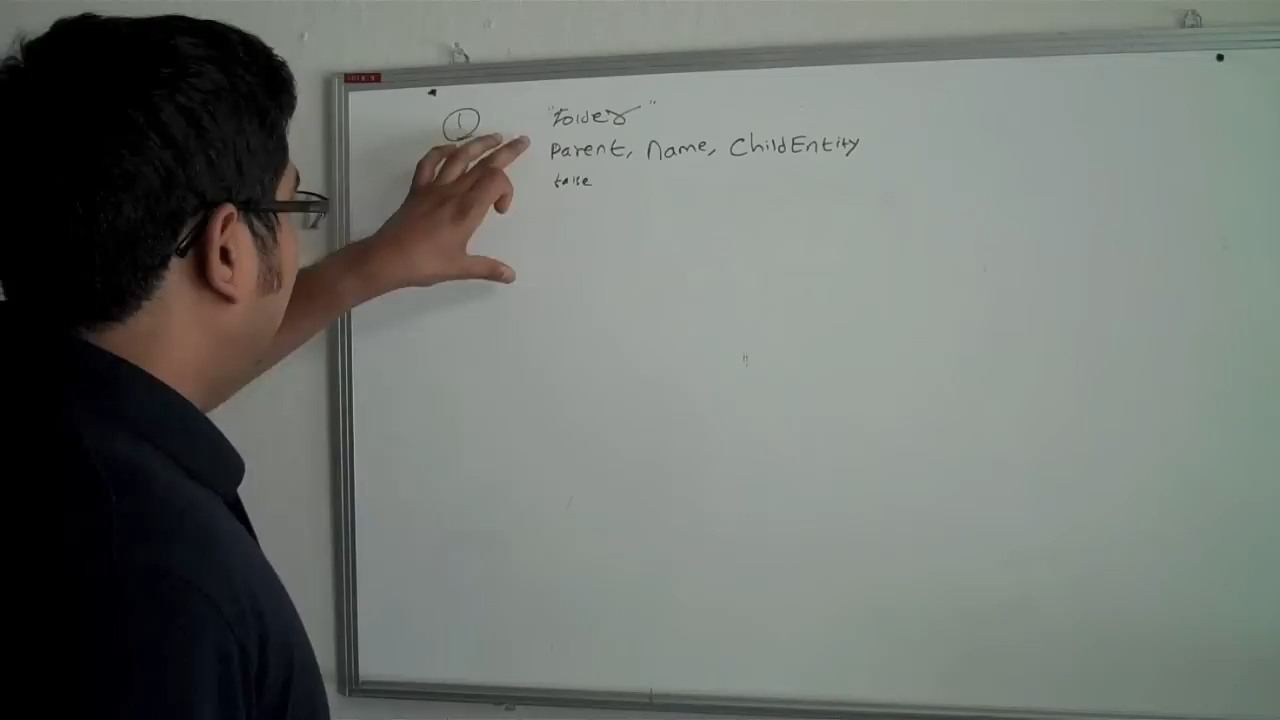 ① "Folder"
Parent, Name, ChildEntity
false